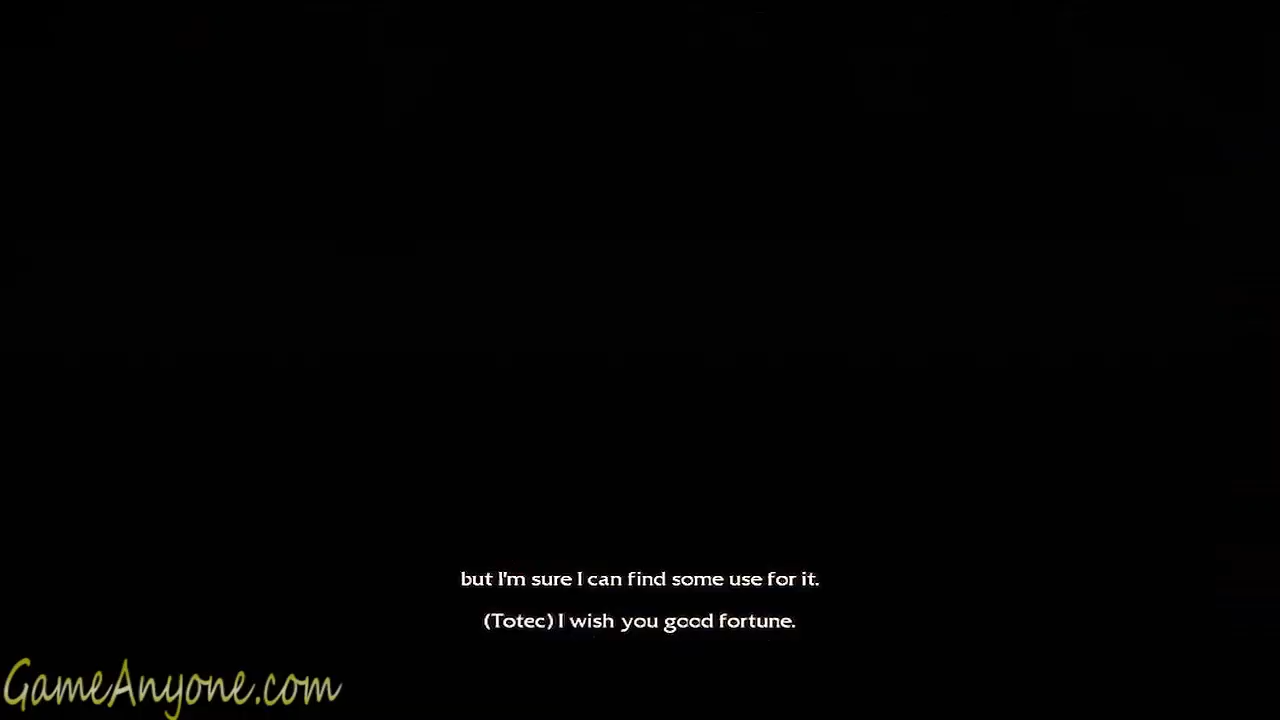 but I'm sure I can find some use for it.
(Totec) I wish you good fortune.
GameAnyone.com